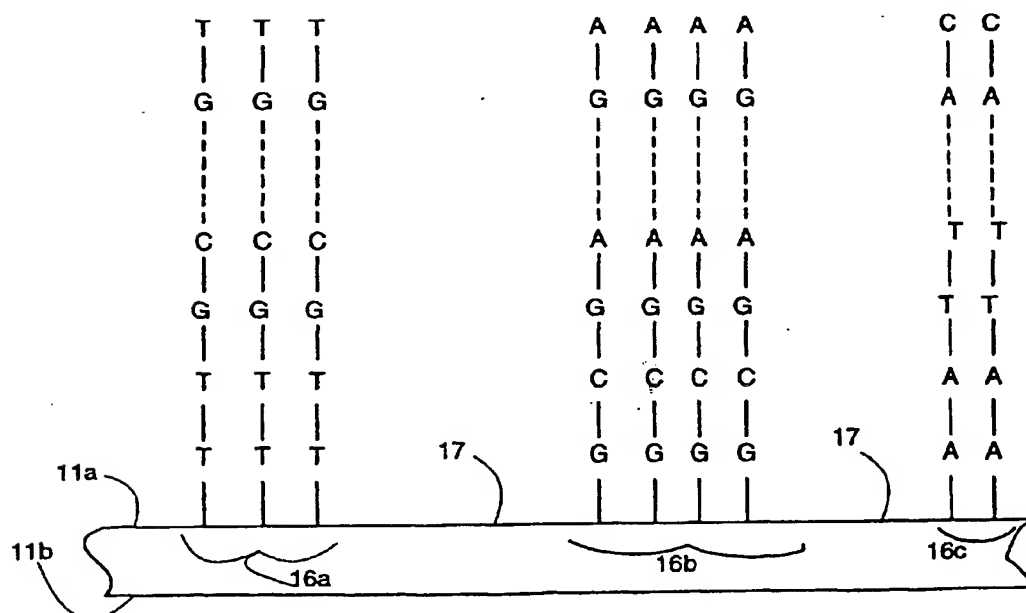 T T T A A A A C C
G G G G G G G A A
C C C A A A A T T
G G G G G G G T T
T T T C C C C A A
T T T G G G G A A
11a 17 17
11b 16a 16b 16c